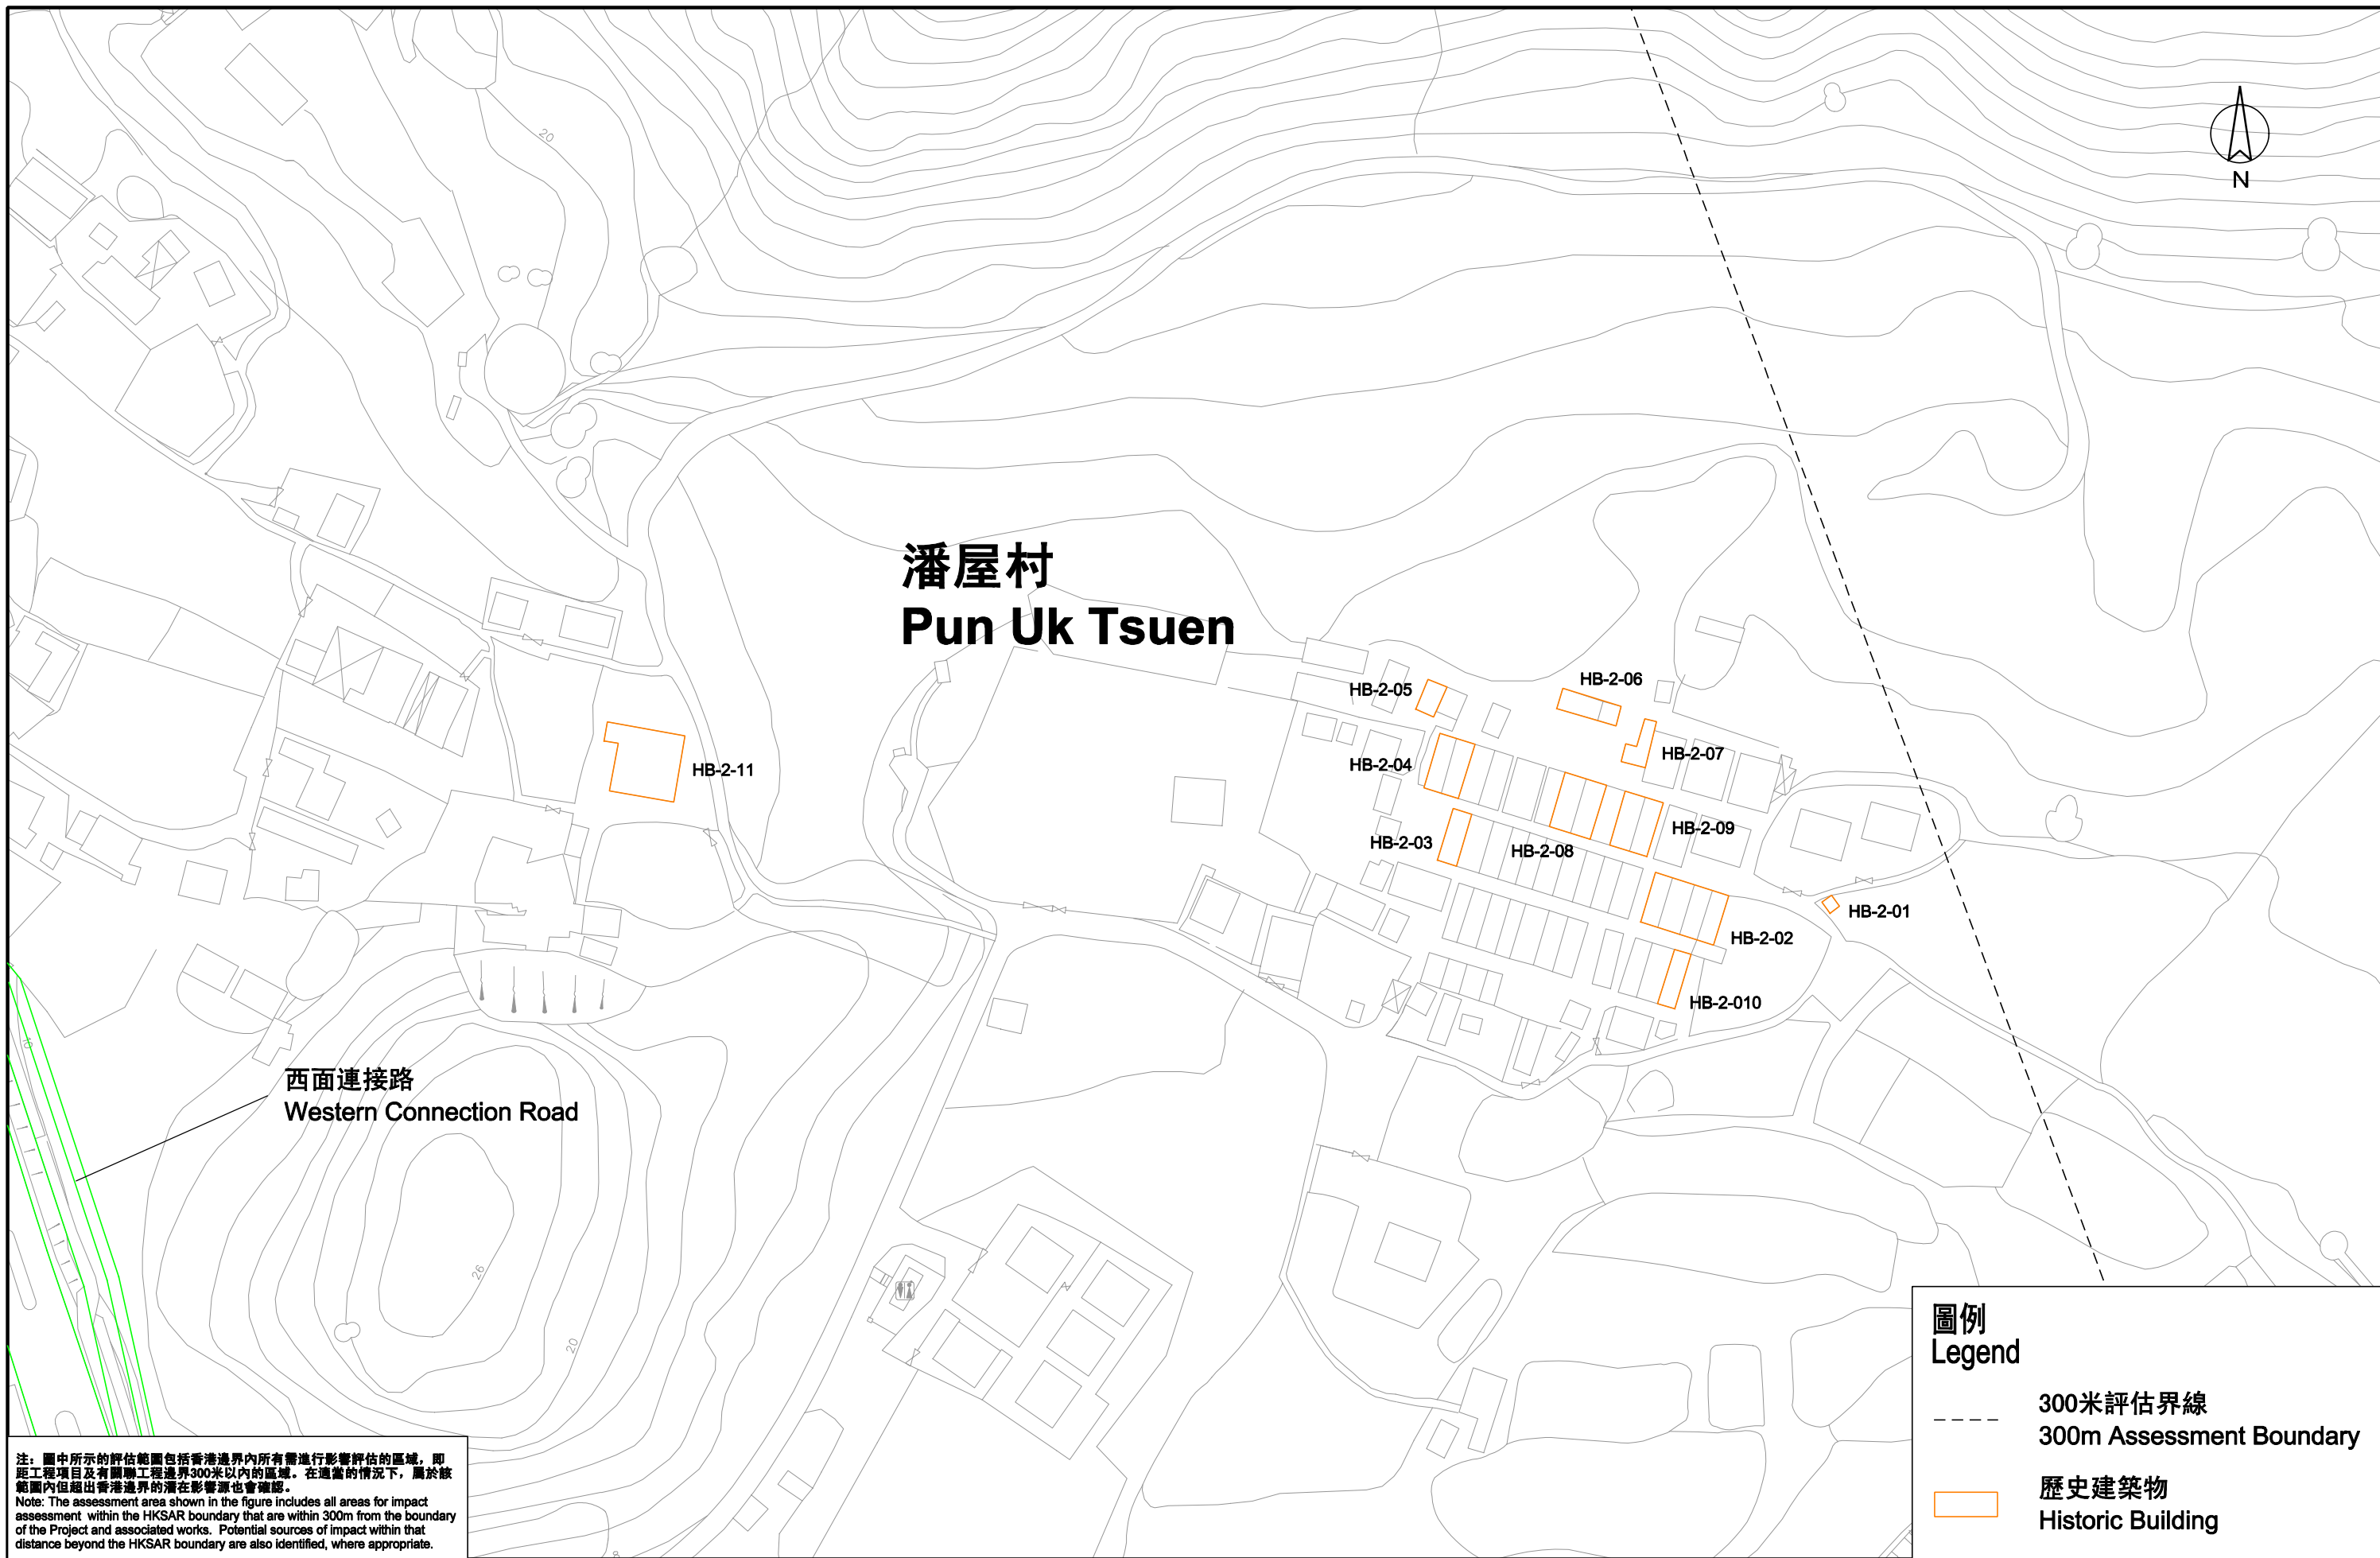 20
N
潘屋村
Pun Uk Tsuen
HB-2-05
HB-2-06
HB-2-07
HB-2-04
HB-2-11
HB-2-09
HB-2-03
HB-2-08
HB-2-01
HB-2-02
HB-2-010
10
西面連接路
Western Connection Road
26
20
圖例
Legend
300米評估界線
300m Assessment Boundary
歷史建築物
Historic Building
注：圖中所示的評估範圍包括香港邊界內所有需進行影響評估的區域，即
距工程項目及有關聯工程邊界300米以內的區域。在適當的情況下，屬於該
範圍內但超出香港邊界的潛在影響源也會確認。
Note: The assessment area shown in the figure includes all areas for impact
assessment within the HKSAR boundary that are within 300m from the boundary
of the Project and associated works. Potential sources of impact within that
distance beyond the HKSAR boundary are also identified, where appropriate.